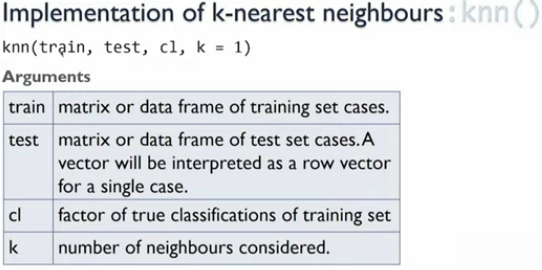 Implementation of k-nearest neighbours : knn()
knn(train, test, cl, k = 1)
Arguments
train matrix or data frame of training set cases.
test matrix or data frame of test set cases. A
vector will be interpreted as a row vector
for a single case.
cl factor of true classifications of training set
k number of neighbours considered.